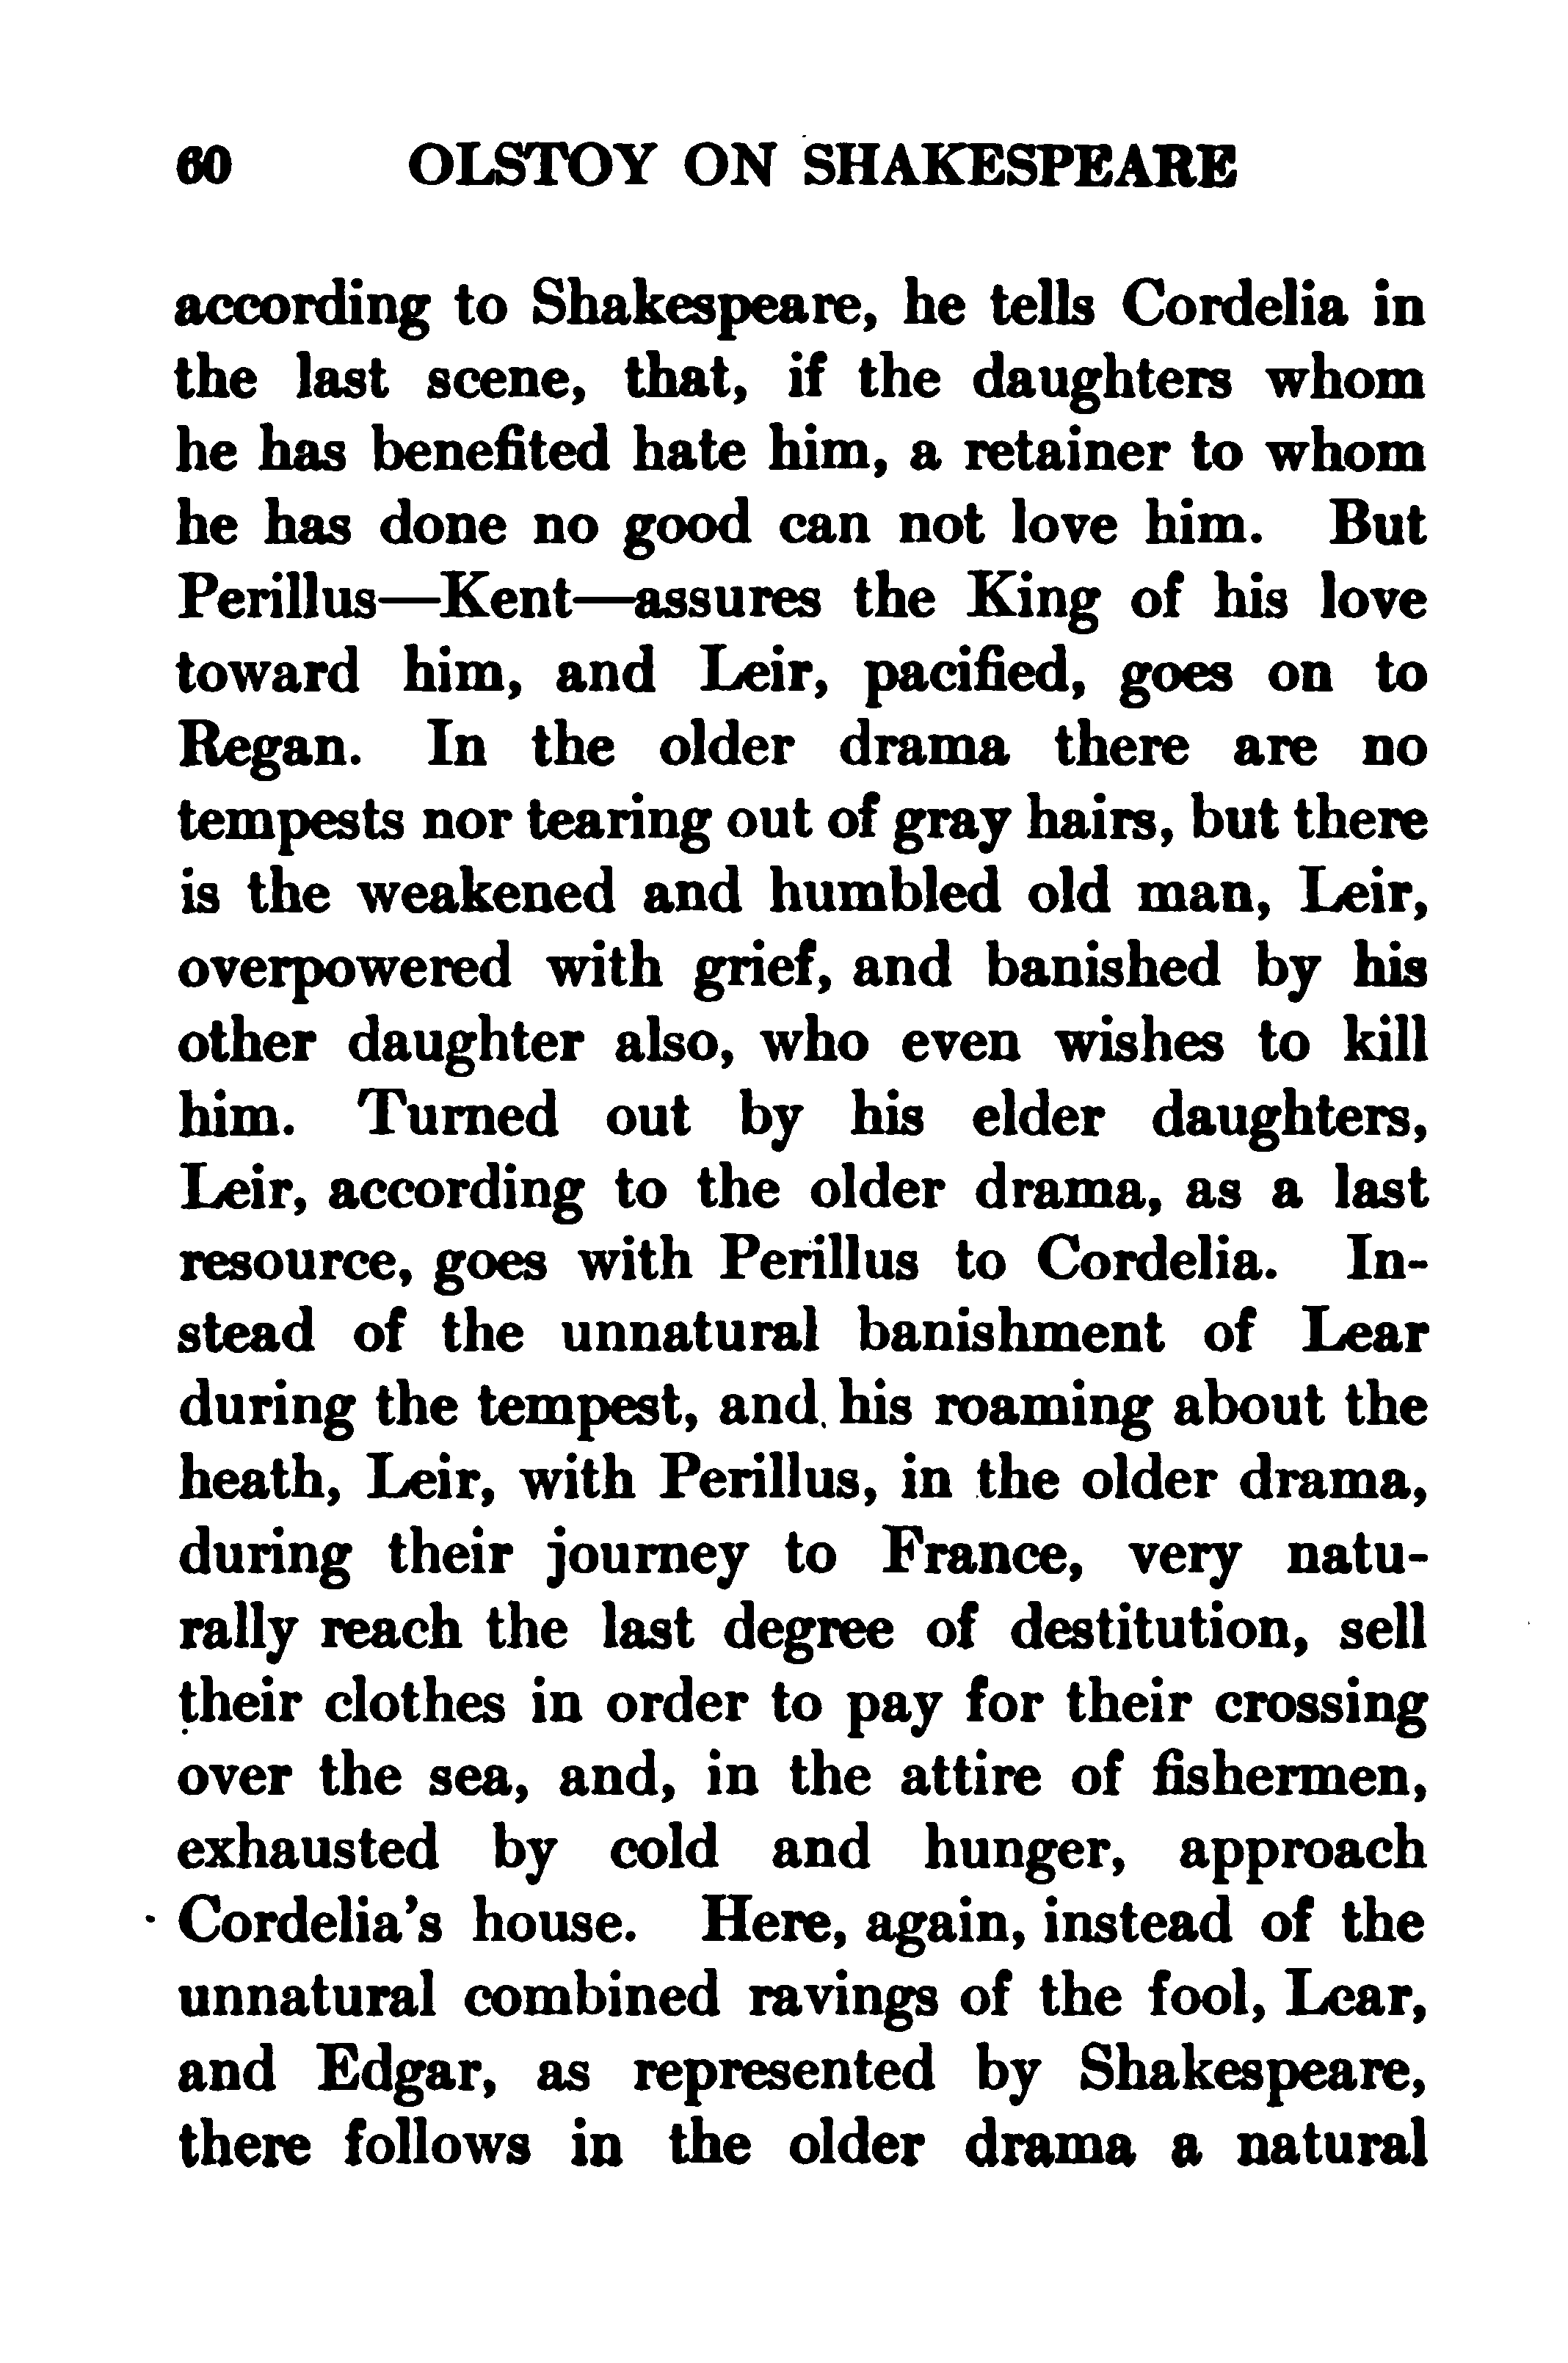 60 OLSTOY ON SHAKESPEARE
according to Shakespeare, he tells Cordelia in
the last scene, that, if the daughters whom
he has benefited hate him, a retainer to whom
he has done no good can not love him. But
Perillus—Kent—assures the King of his love
toward him, and Leir, pacified, goes on to
Regan. In the older drama there are no
tempests nor tearing out of gray hairs, but there
is the weakened and humbled old man, Leir,
overpowered with grief, and banished by his
other daughter also, who even wishes to kill
him. Turned out by his elder daughters,
Leir, according to the older drama, as a last
resource, goes with Perillus to Cordelia. In-
stead of the unnatural banishment of Lear
during the tempest, and his roaming about the
heath, Leir, with Perillus, in the older drama,
during their journey to France, very natu-
rally reach the last degree of destitution, sell
their clothes in order to pay for their crossing
over the sea, and, in the attire of fishermen,
exhausted by cold and hunger, approach
Cordelia's house. Here, again, instead of the
unnatural combined ravings of the fool, Lear,
and Edgar, as represented by Shakespeare,
there follows in the older drama a natural